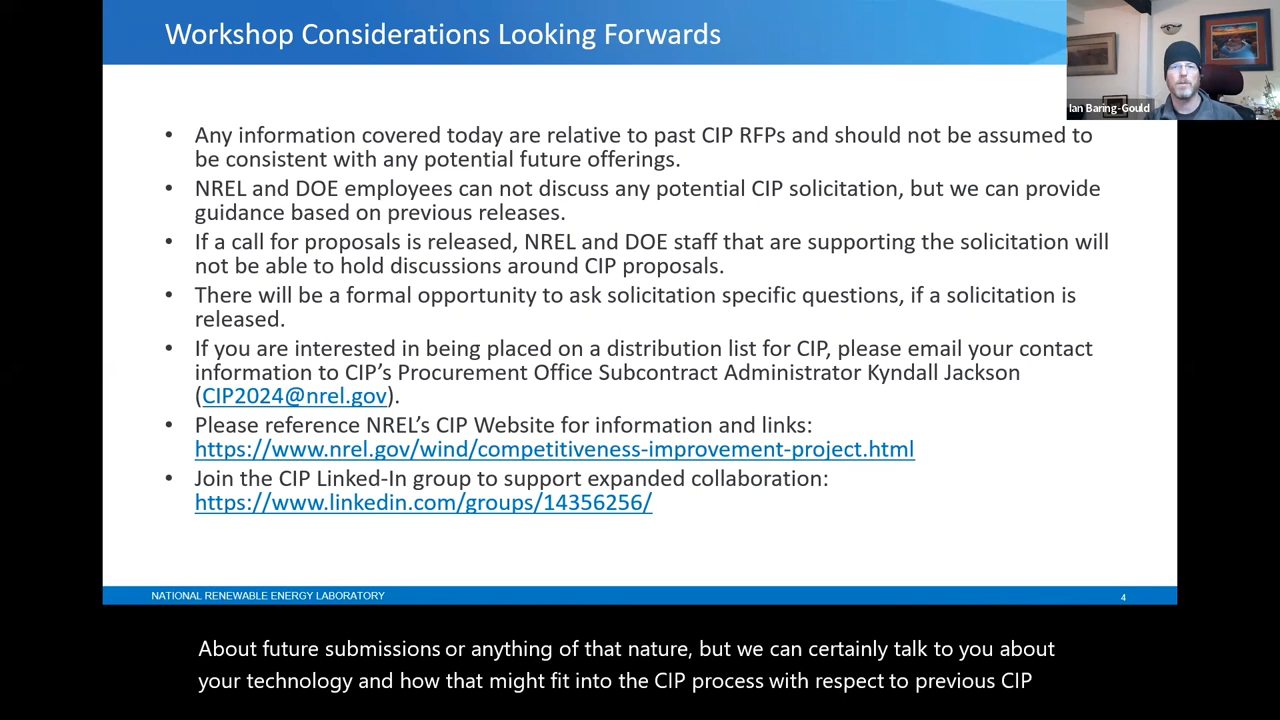 Workshop Considerations Looking Forwards
Ian Baring-Gould
• Any information covered today are relative to past CIP RFPs and should not be assumed to
be consistent with any potential future offerings.
• NREL and DOE employees can not discuss any potential CIP solicitation, but we can provide
guidance based on previous releases.
• If a call for proposals is released, NREL and DOE staff that are supporting the solicitation will
not be able to hold discussions around CIP proposals.
• There will be a formal opportunity to ask solicitation specific questions, if a solicitation is
released.
• If you are interested in being placed on a distribution list for CIP, please email your contact
information to CIP’s Procurement Office Subcontract Administrator Kyndall Jackson
(CIP2024@nrel.gov).
• Please reference NREL’s CIP Website for information and links:
https://www.nrel.gov/wind/competitiveness-improvement-project.html
• Join the CIP Linked-In group to support expanded collaboration:
https://www.linkedin.com/groups/14356256/
NATIONAL RENEWABLE ENERGY LABORATORY
4
About future submissions or anything of that nature, but we can certainly talk to you about
your technology and how that might fit into the CIP process with respect to previous CIP